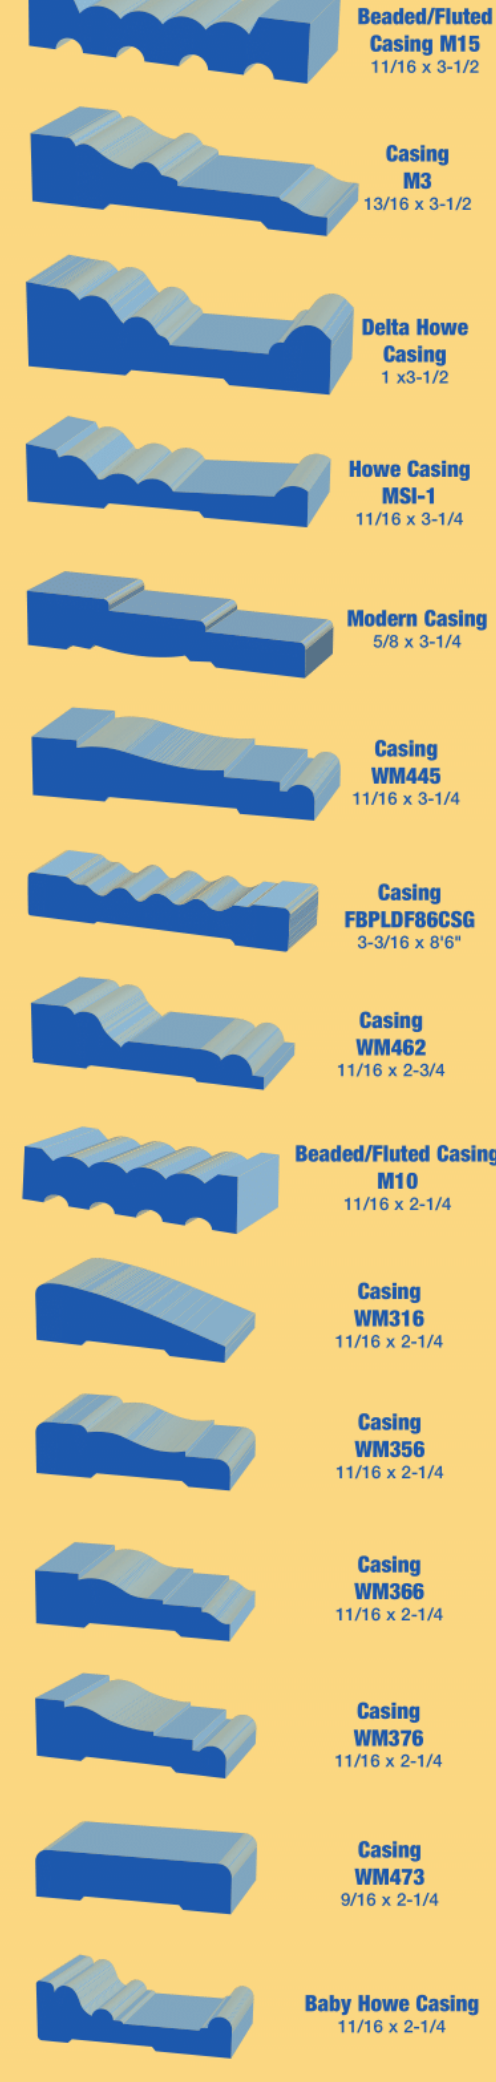 Beaded/Fluted
Casing M15
11/16 x 3-1/2
Casing
M3
13/16 x 3-1/2
Delta Howe
Casing
1 x3-1/2
Howe Casing
MSI-1
11/16 x 3-1/4
Modern Casing
5/8 x 3-1/4
Casing
WM445
11/16 x 3-1/4
Casing
FBPLDF86CSG
3-3/16 x 8'6"
Casing
WM462
11/16 x 2-3/4
Beaded/Fluted Casing
M10
11/16 x 2-1/4
Casing
WM316
11/16 x 2-1/4
Casing
WM356
11/16 x 2-1/4
Casing
WM366
11/16 x 2-1/4
Casing
WM376
11/16 x 2-1/4
Casing
WM473
9/16 x 2-1/4
Baby Howe Casing
11/16 x 2-1/4